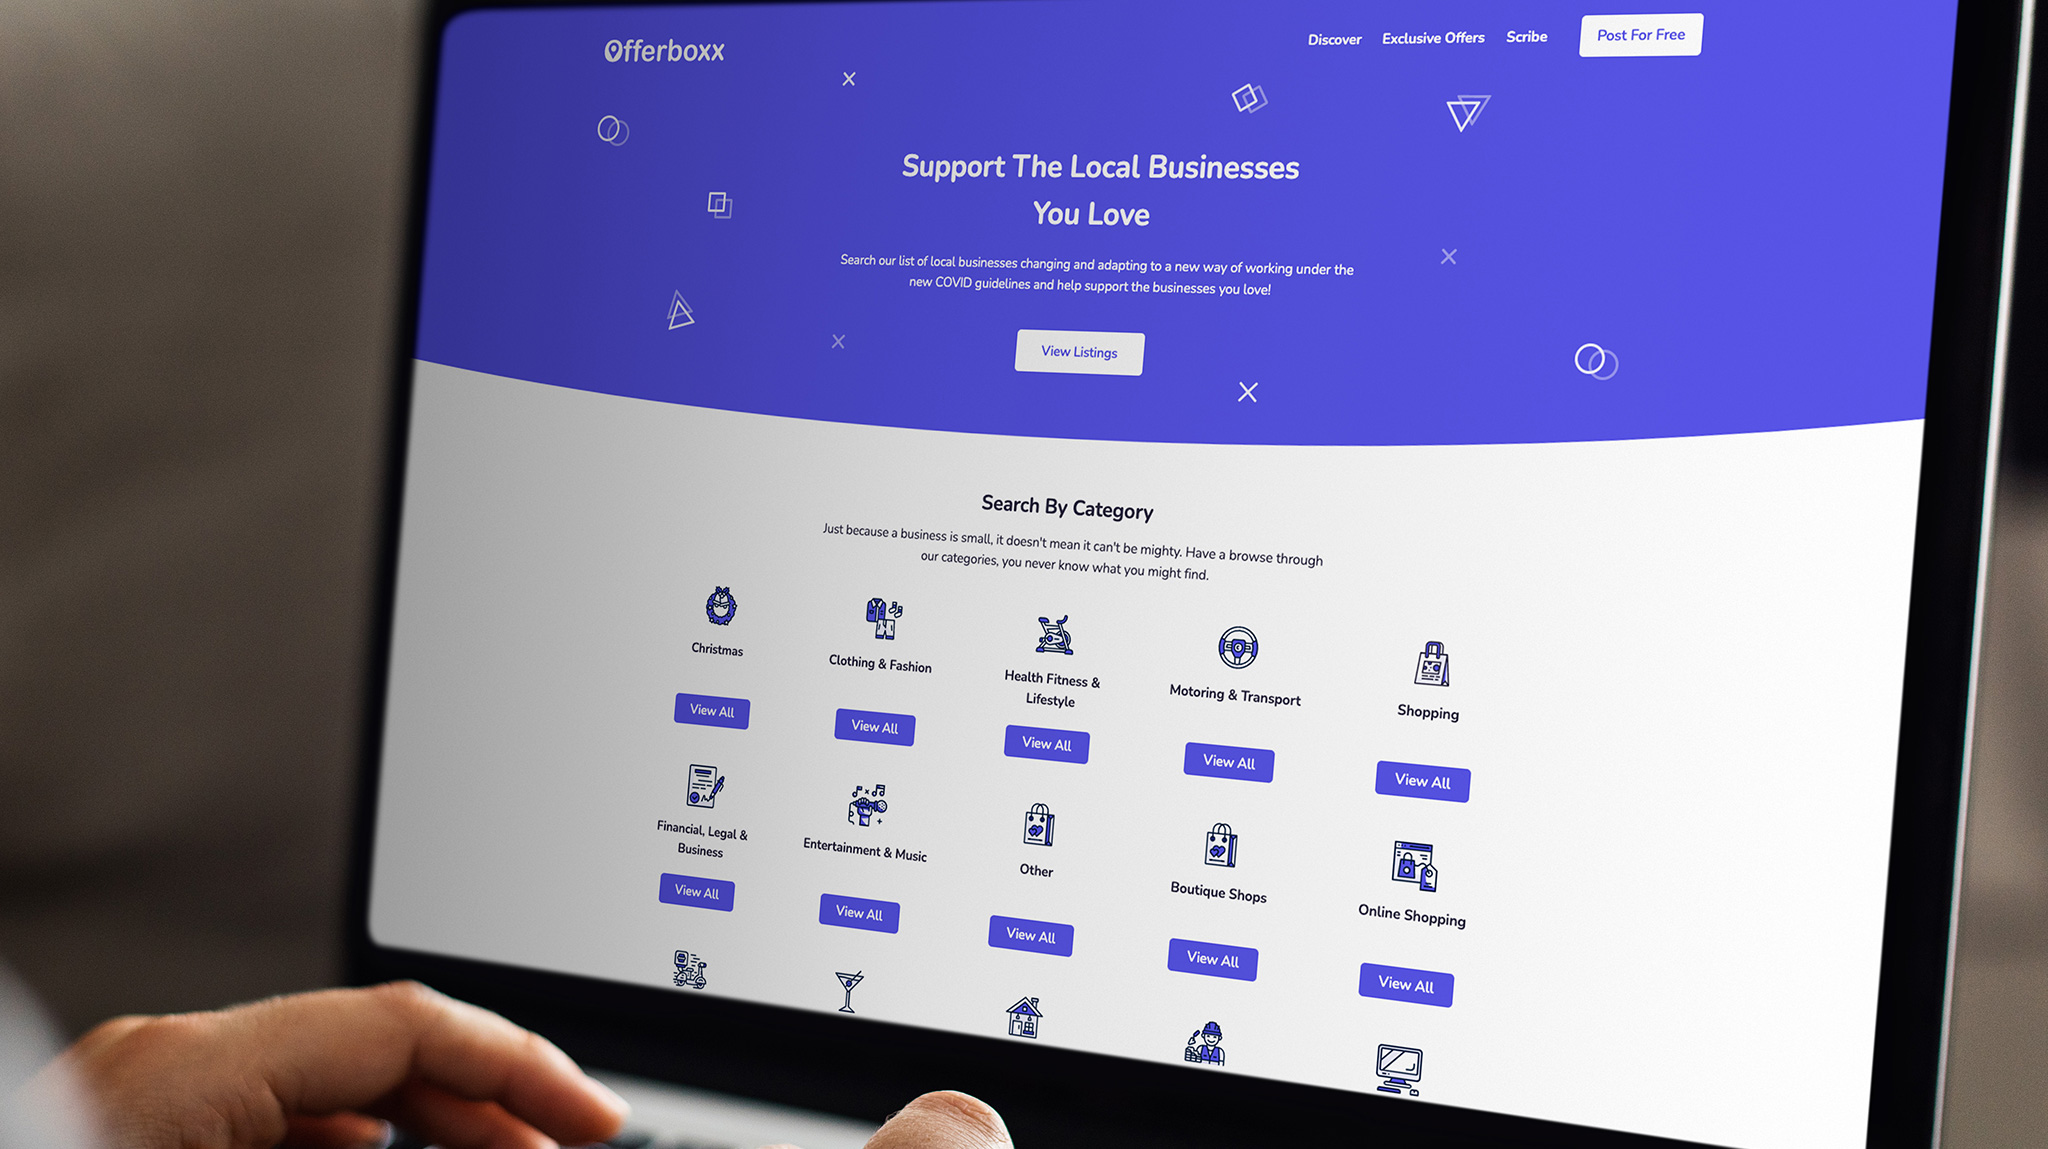 Offerboxx
Discover
Exclusive Offers
Scribe
Post For Free
Support The Local Businesses
You Love
Search our list of local businesses changing and adapting to a new way of working under the
new COVID guidelines and help support the businesses you love!
View Listings
Search By Category
Just because a business is small, it doesn't mean it can't be mighty. Have a browse through
our categories, you never know what you might find.
Christmas
Clothing & Fashion
Health Fitness &
Lifestyle
Motoring & Transport
Shopping
View All
View All
View All
View All
View All
Financial, Legal &
Business
Entertainment & Music
Other
Boutique Shops
Online Shopping
View All
View All
View All
View All
View All